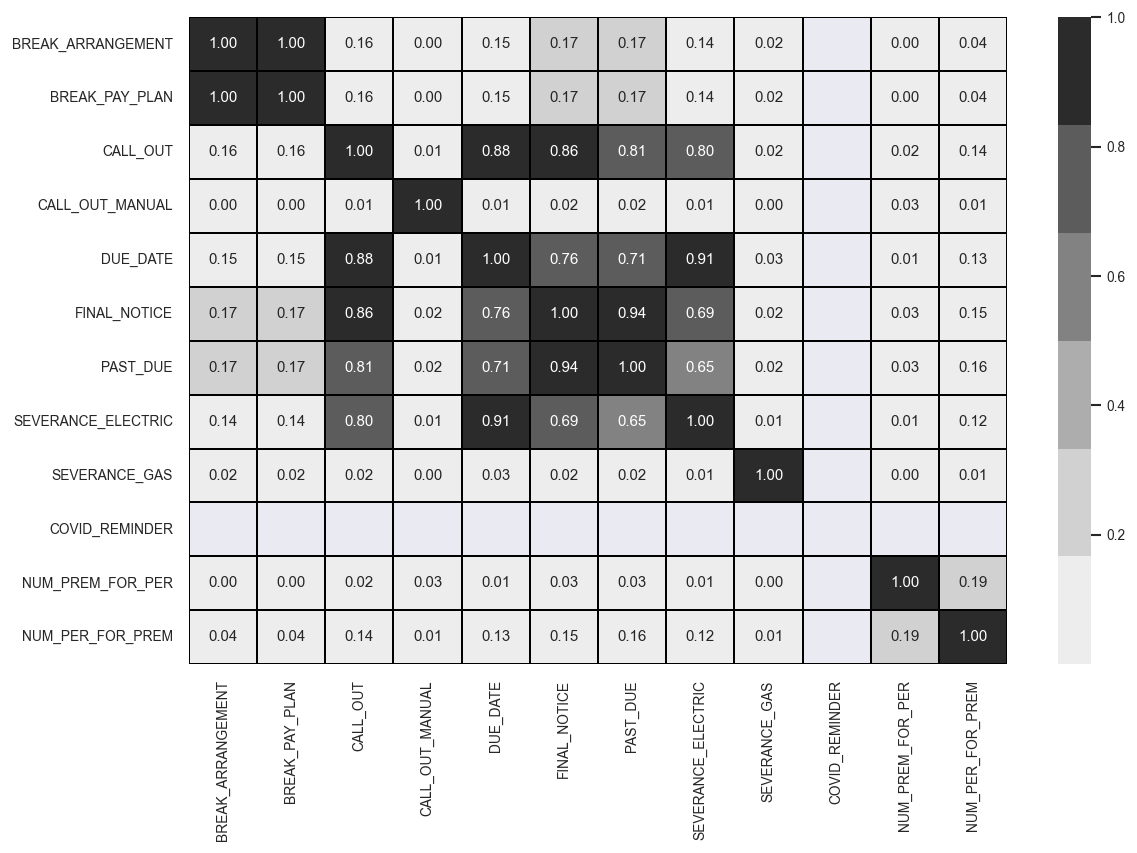 BREAK_ARRANGEMENT 1.00 1.00 0.16 0.00 0.15 0.17 0.17 0.14 0.02 0.00 0.04
BREAK_PAY_PLAN 1.00 1.00 0.16 0.00 0.15 0.17 0.17 0.14 0.02 0.00 0.04
CALL_OUT 0.16 0.16 1.00 0.01 0.88 0.86 0.81 0.80 0.02 0.02 0.14
CALL_OUT_MANUAL 0.00 0.00 0.01 1.00 0.01 0.02 0.02 0.01 0.00 0.03 0.01
DUE_DATE 0.15 0.15 0.88 0.01 1.00 0.76 0.71 0.91 0.03 0.01 0.13
FINAL_NOTICE 0.17 0.17 0.86 0.02 0.76 1.00 0.94 0.69 0.02 0.03 0.15
PAST_DUE 0.17 0.17 0.81 0.02 0.71 0.94 1.00 0.65 0.02 0.03 0.16
SEVERANCE_ELECTRIC 0.14 0.14 0.80 0.01 0.91 0.69 0.65 1.00 0.01 0.01 0.12
SEVERANCE_GAS 0.02 0.02 0.02 0.00 0.03 0.02 0.02 0.01 1.00 0.00 0.01
COVID_REMINDER
NUM_PREM_FOR_PER 0.00 0.00 0.02 0.03 0.01 0.03 0.03 0.01 0.00 1.00 0.19
NUM_PER_FOR_PREM 0.04 0.04 0.14 0.01 0.13 0.15 0.16 0.12 0.01 0.19 1.00
BREAK_ARRANGEMENT
BREAK_PAY_PLAN
CALL_OUT
CALL_OUT_MANUAL
DUE_DATE
FINAL_NOTICE
PAST_DUE
SEVERANCE_ELECTRIC
SEVERANCE_GAS
COVID_REMINDER
NUM_PREM_FOR_PER
NUM_PER_FOR_PREM
1.0
0.8
0.6
0.4
0.2